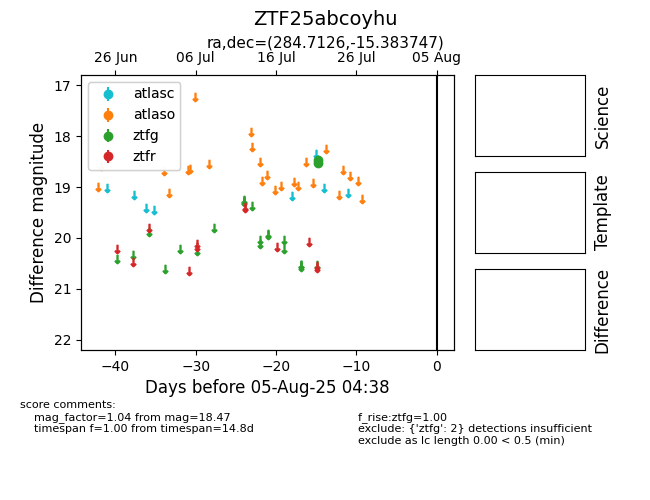 ZTF25abcoyhu
ra,dec=(284.7126,-15.383747)
26 Jun 06 Jul 16 Jul 26 Jul 05 Aug
atlasc
atlaso
ztfg
ztfr
17
18
19
20
21
22
Difference magnitude
−40 −30 −20 −10 0
Days before 05-Aug-25 04:38
Science
Template
Difference
score comments:
mag_factor=1.04 from mag=18.47
timespan f=1.00 from timespan=14.8d
f_rise:ztfg=1.00
exclude: {'ztfg': 2} detections insufficient
exclude as lc length 0.00 < 0.5 (min)